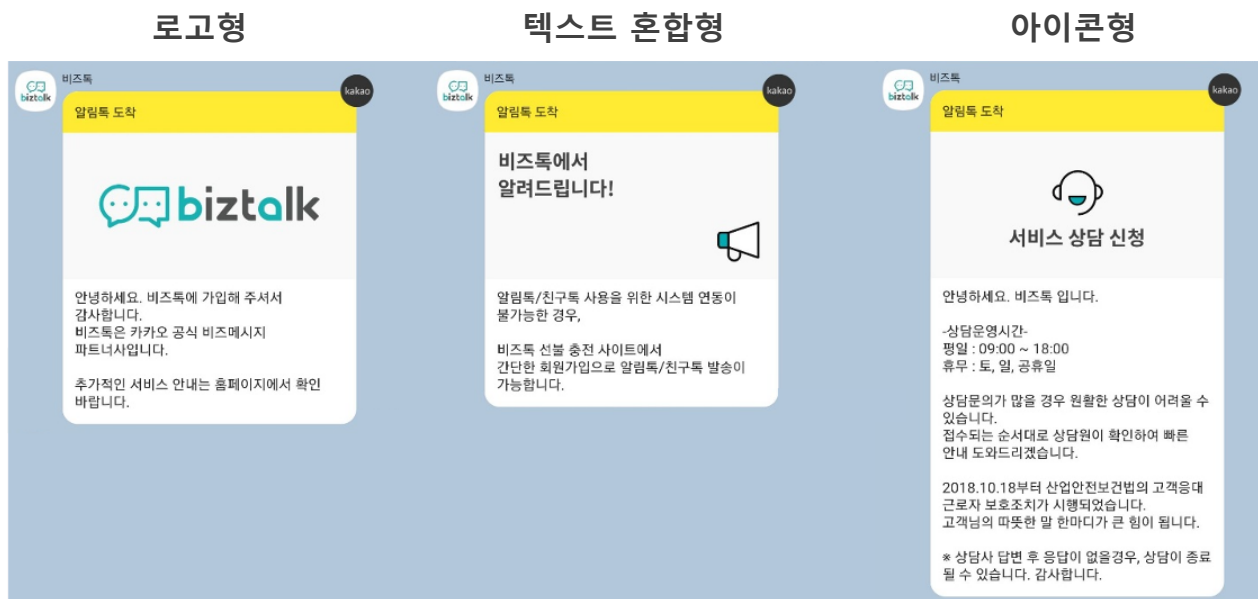 로고형
비즈톡
biztalk
kakao
알림톡 도착
biztalk
안녕하세요. 비즈톡에 가입해 주셔서
감사합니다.
비즈톡은 카카오 공식 비즈메시지
파트너사입니다.
추가적인 서비스 안내는 홈페이지에서 확인
바랍니다.
텍스트 혼합형
비즈톡
biztalk
kakao
알림톡 도착
비즈톡에서
알려드립니다!
알림톡/친구톡 사용을 위한 시스템 연동이
불가능한 경우,
비즈톡 선불 충전 사이트에서
간단한 회원가입으로 알림톡/친구톡 발송이
가능합니다.
아이콘형
비즈톡
biztalk
kakao
알림톡 도착
서비스 상담 신청
안녕하세요. 비즈톡 입니다.
-상담운영시간-
평일 : 09:00 ~ 18:00
휴무 : 토, 일, 공휴일
상담문의가 많을 경우 원활한 상담이 어려울 수
있습니다.
접수되는 순서대로 상담원이 확인하여 빠른
안내 도와드리겠습니다.
2018.10.18부터 산업안전보건법의 고객응대
근로자 보호조치가 시행되었습니다.
고객님의 따뜻한 말 한마디가 큰 힘이 됩니다.
※ 상담사 답변 후 응답이 없을경우, 상담이 종료
될 수 있습니다. 감사합니다.